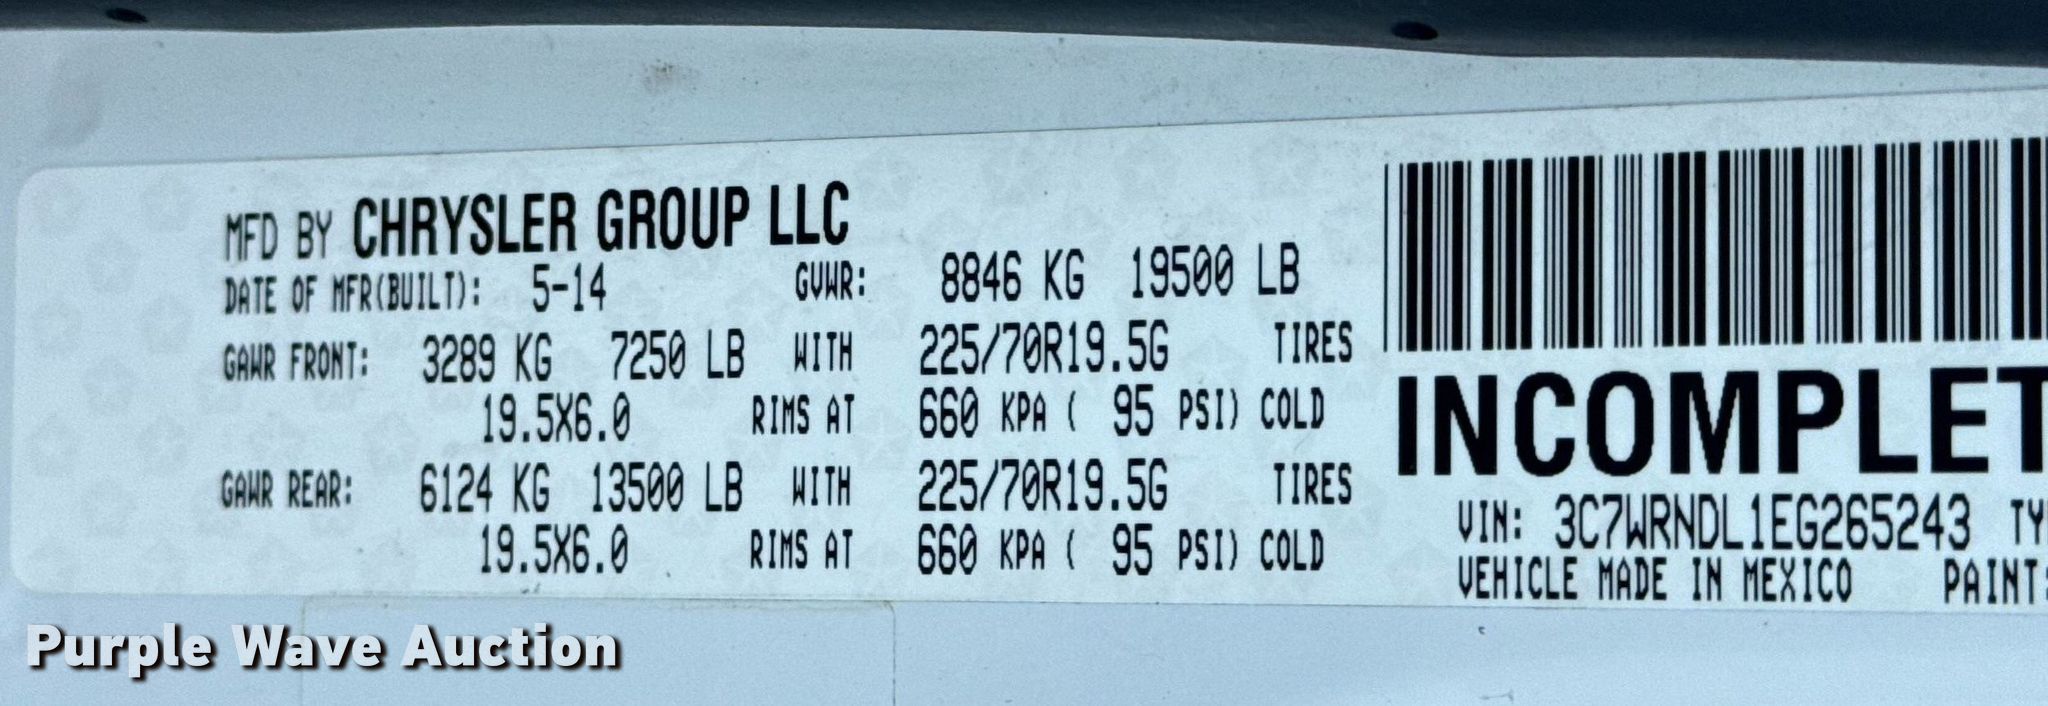 MFD BY CHRYSLER GROUP LLC
DATE OF MFR(BUILT): 5-14 GVWR: 8846 KG 19500 LB
GAWR FRONT: 3289 KG 7250 LB WITH 225/70R19.5G TIRES
19.5X6.0 RIMS AT 660 KPA ( 95 PSI) COLD
GAWR REAR: 6124 KG 13500 LB WITH 225/70R19.5G TIRES
19.5X6.0 RIMS AT 660 KPA ( 95 PSI) COLD
INCOMPLET
VIN: 3C7WRNDL1EG265243 TY
VEHICLE MADE IN MEXICO PAINT:
Purple Wave Auction